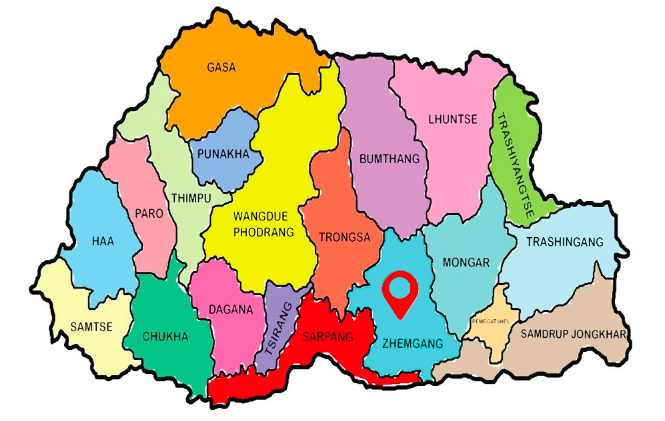 GASA
LHUNTSE
TRASHIYANGTSE
PUNAKHA
BUMTHANG
THIMPU
PARO
WANGDUE
PHODRANG
TRONGSA
HAA
TRASHINGANG
MONGAR
DAGANA
TSIRANG
SAMTSE
CHUKHA
SARPANG
ZHEMGANG
SAMDRUP JONGKHAR